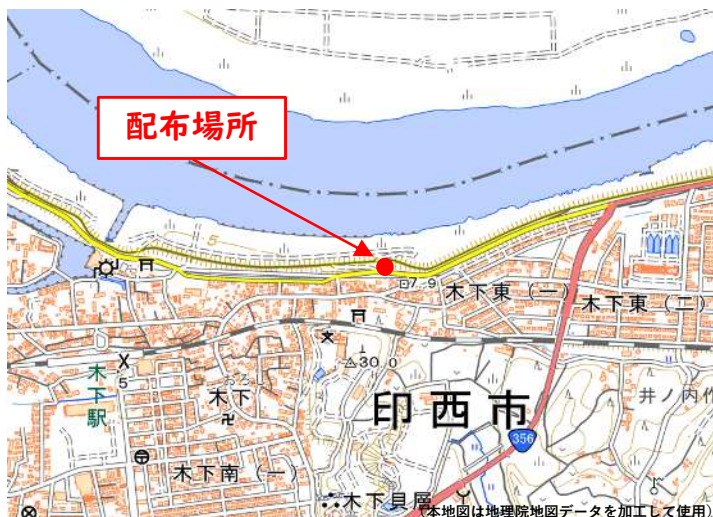 配布場所
5
7.9
木下東(一)
木下東(二)
30.0
5
木下駅
木下
印西市
井ノ内作
356
木下南(一)
木下貝層
(本地図は地理院地図データを加工して使用)